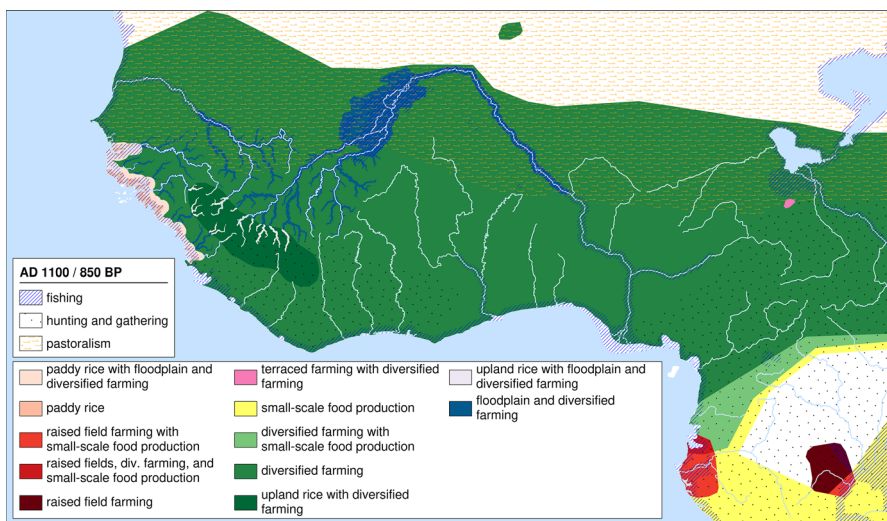 AD 1100 / 850 BP
fishing
hunting and gathering
pastoralism
paddy rice with floodplain and
diversified farming
paddy rice
raised field farming with
small-scale food production
raised fields, div. farming, and
small-scale food production
raised field farming
terraced farming with diversified
farming
small-scale food production
diversified farming with
small-scale food production
diversified farming
upland rice with diversified
farming
upland rice with floodplain and
diversified farming
floodplain and diversified
farming